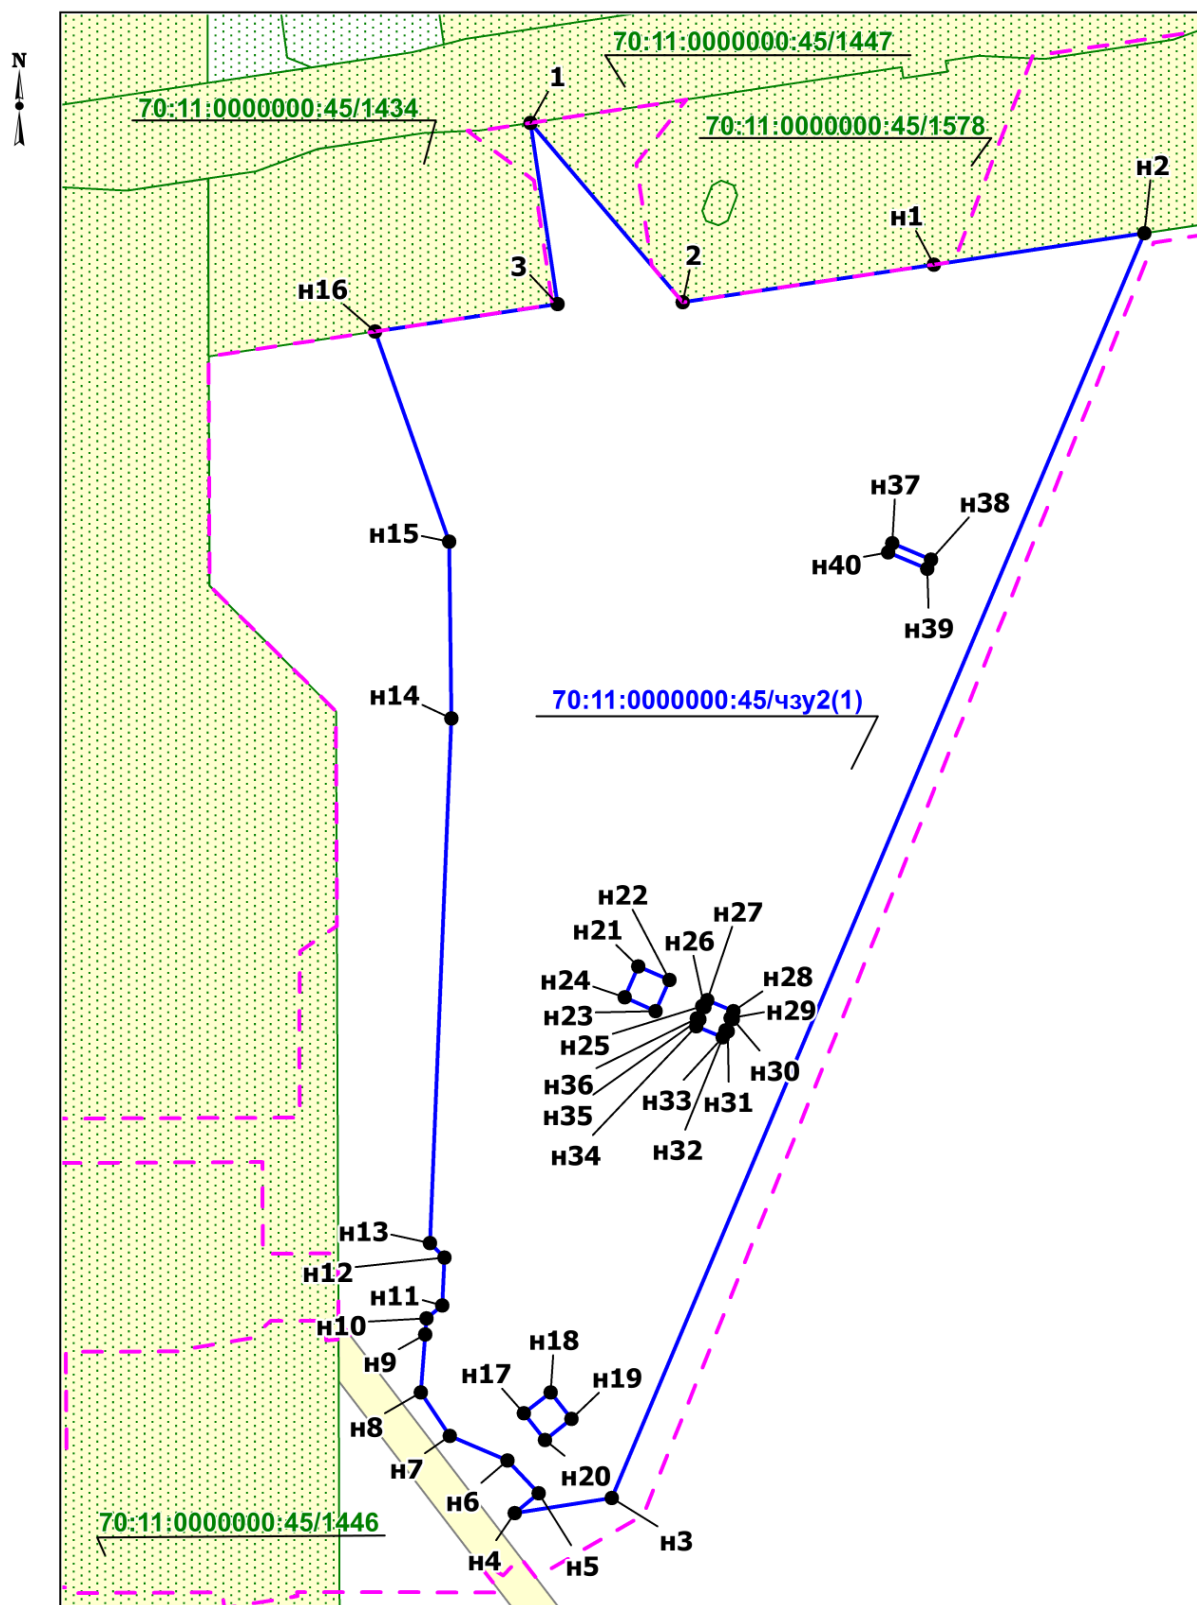 70:11:0000000:45/1447
N
1
70:11:0000000:45/1434
70:11:0000000:45/1578
н2
н1
2
3
н16
н37
н38
н15
н40
н39
н14
70:11:0000000:45/чзу2(1)
н22
н27
н21
н26
н28
н24
н29
н23
н25
н30
н36
н33
н31
н35
н32
н34
н13
н12
н11
н10
н18
н9
н17
н19
н8
н7
н20
н6
70:11:0000000:45/1446
н3
н4
н5